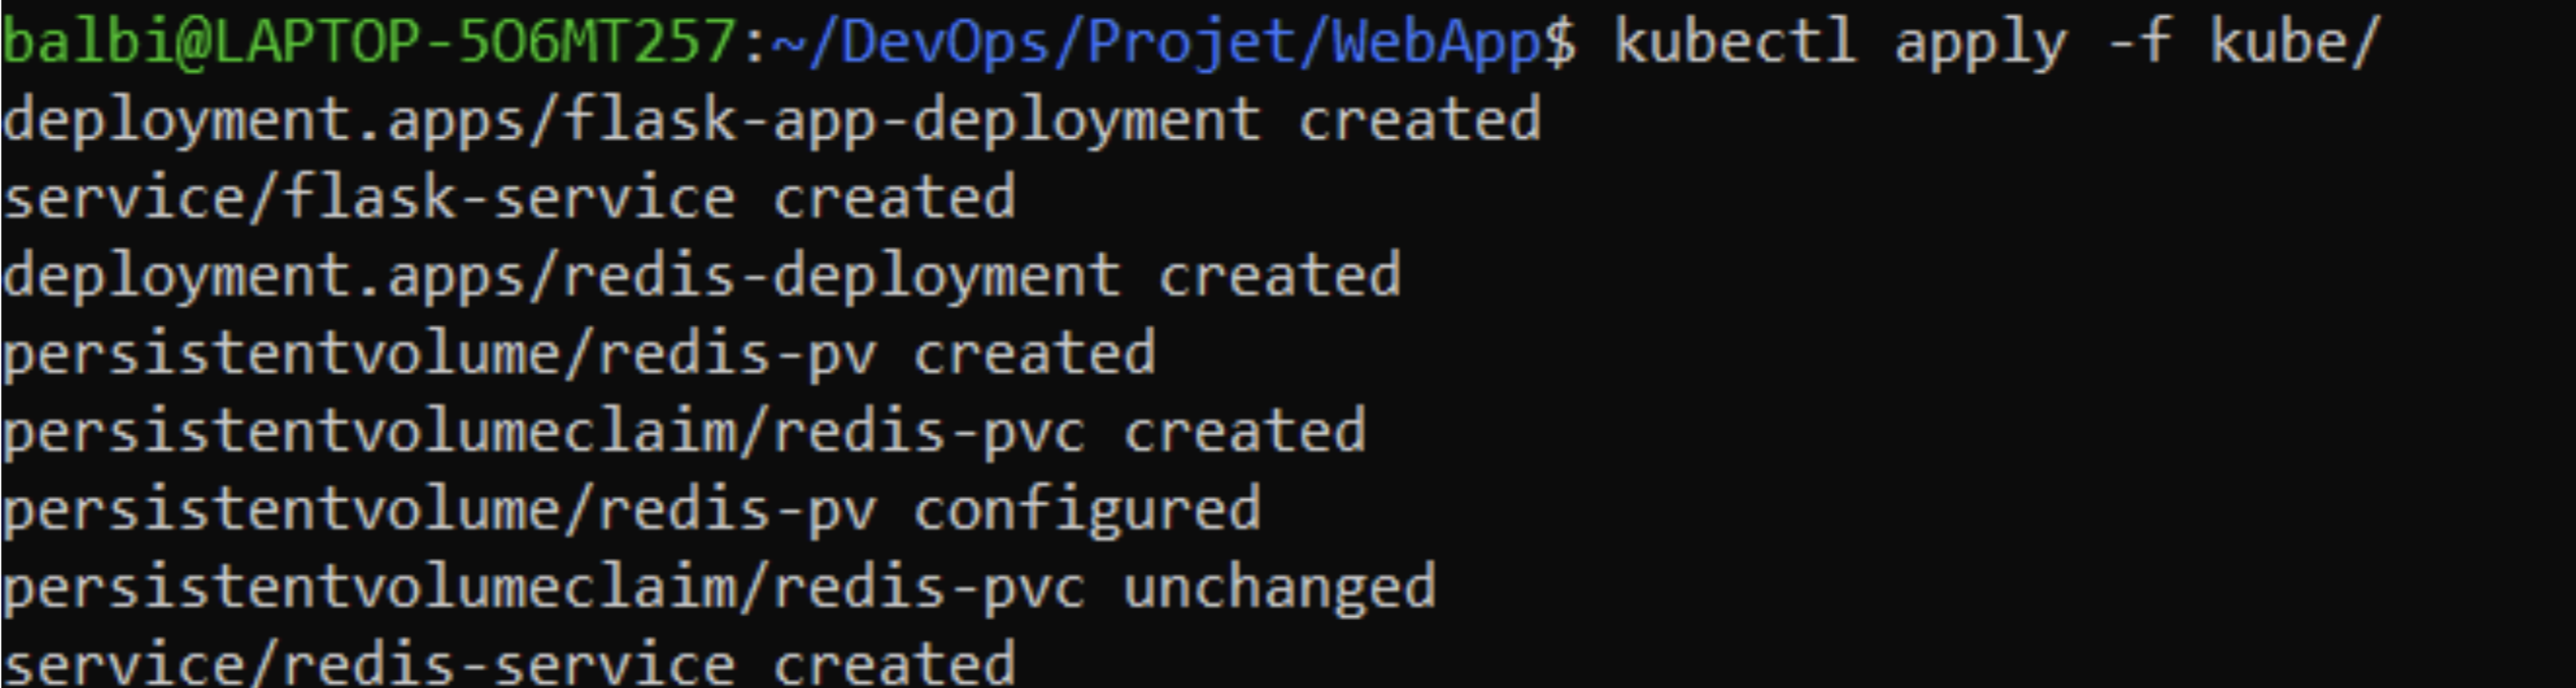 balbi@LAPTOP-5O6MT257:~/DevOps/Projet/WebApp$ kubectl apply -f kube/
deployment.apps/flask-app-deployment created
service/flask-service created
deployment.apps/redis-deployment created
persistentvolume/redis-pv created
persistentvolumeclaim/redis-pvc created
persistentvolume/redis-pv configured
persistentvolumeclaim/redis-pvc unchanged
service/redis-service created